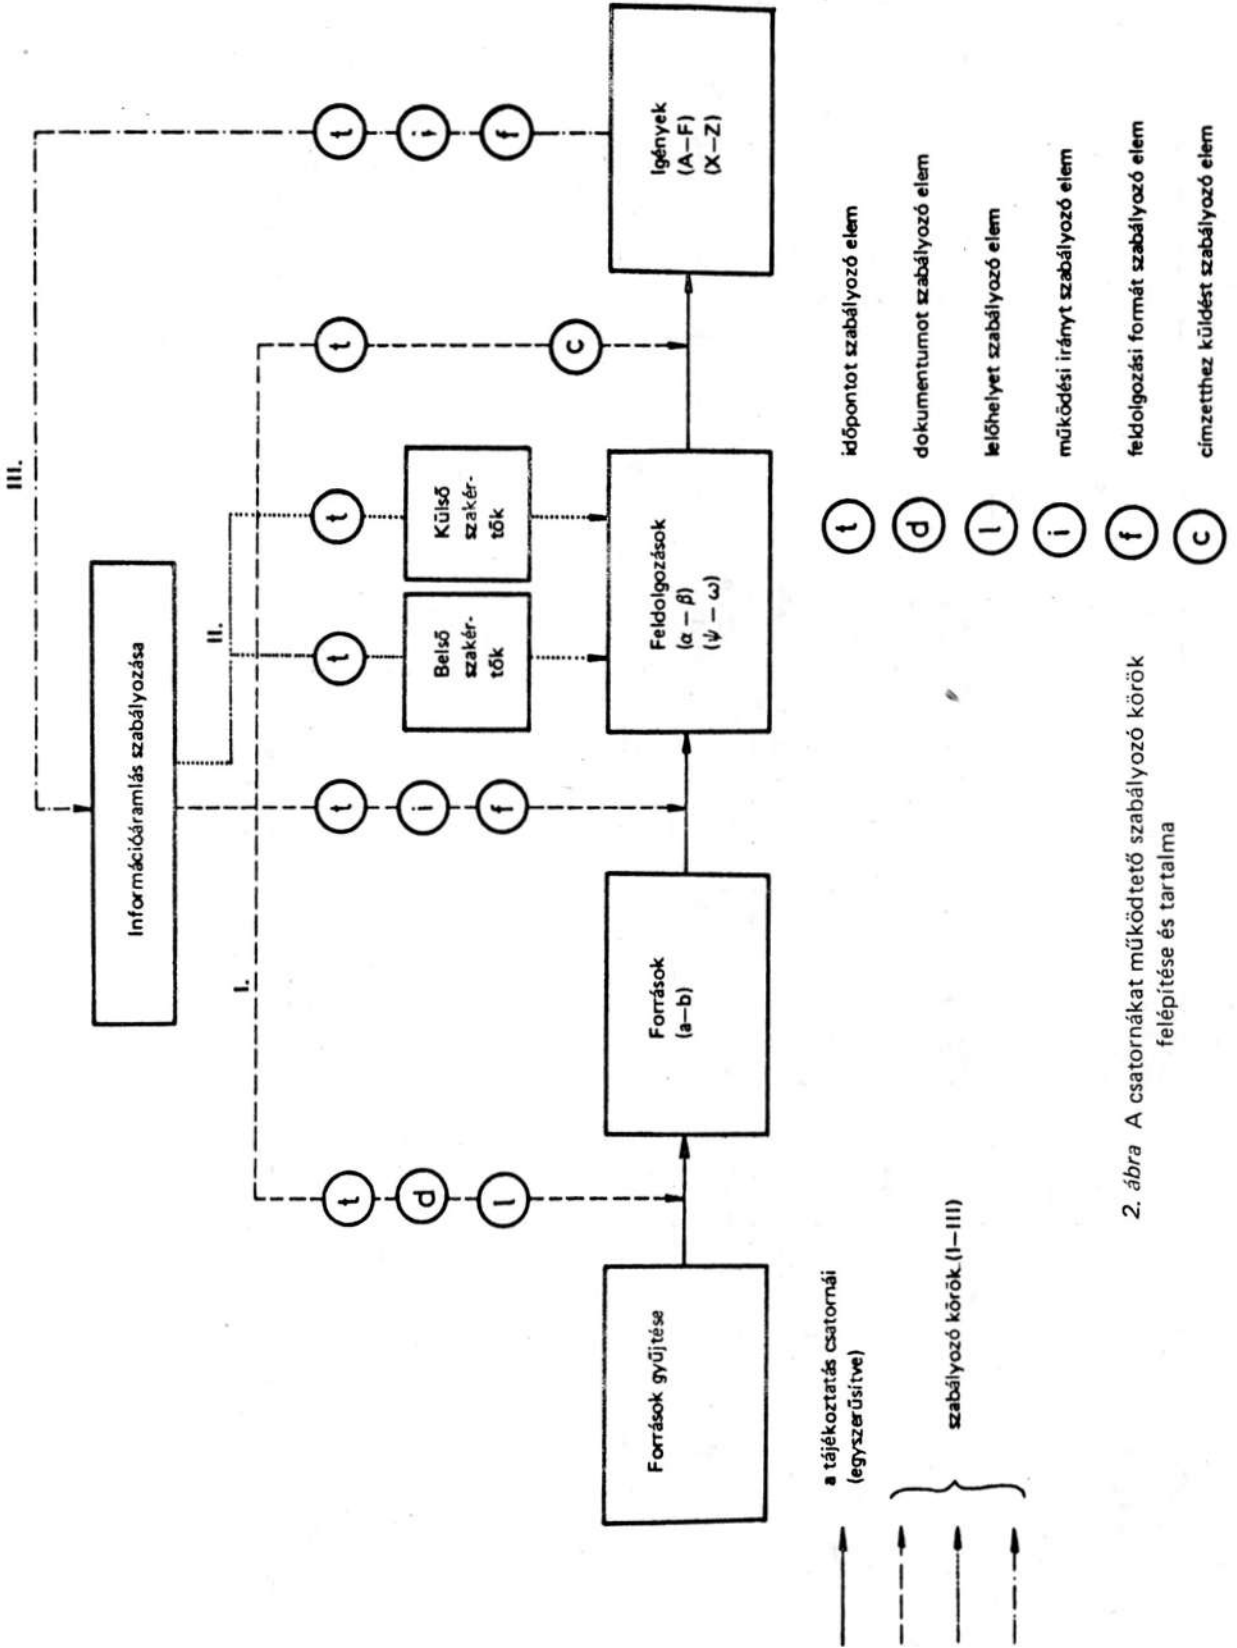 III.
Információáramlás szabályozása
II.
I.
t
d
l
t
i
f
t
t
t
c
t
i
f
Belső
szakér-
tők
Külső
szakér-
tők
Források gyűjtése
Források
(a—b)
Feldolgozások
(α — β)
(ψ — ω)
Igények
(A—F)
(X—Z)
a tájékoztatás csatornái
(egyszerűsítve)
szabályozó körök (I—III)
t időpontot szabályozó elem
d dokumentumot szabályozó elem
l lelőhelyet szabályozó elem
i működési irányt szabályozó elem
f feldolgozási formát szabályozó elem
c címzetthez küldést szabályozó elem
2. ábra A csatornákat működtető szabályozó körök
felépítése és tartalma